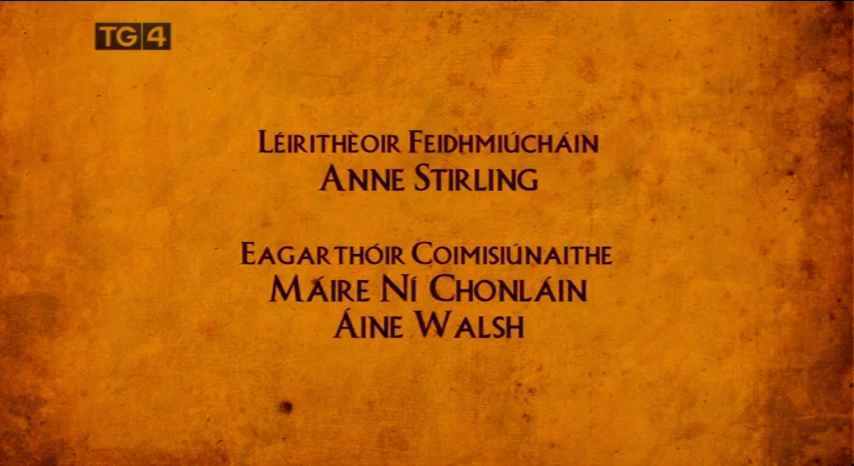 TG4
Léiritheoir Feidhmiúcháin
Anne Stirling
Eagarthóir Coimisiúnaithe
Máire Ní Chonláin
Áine Walsh